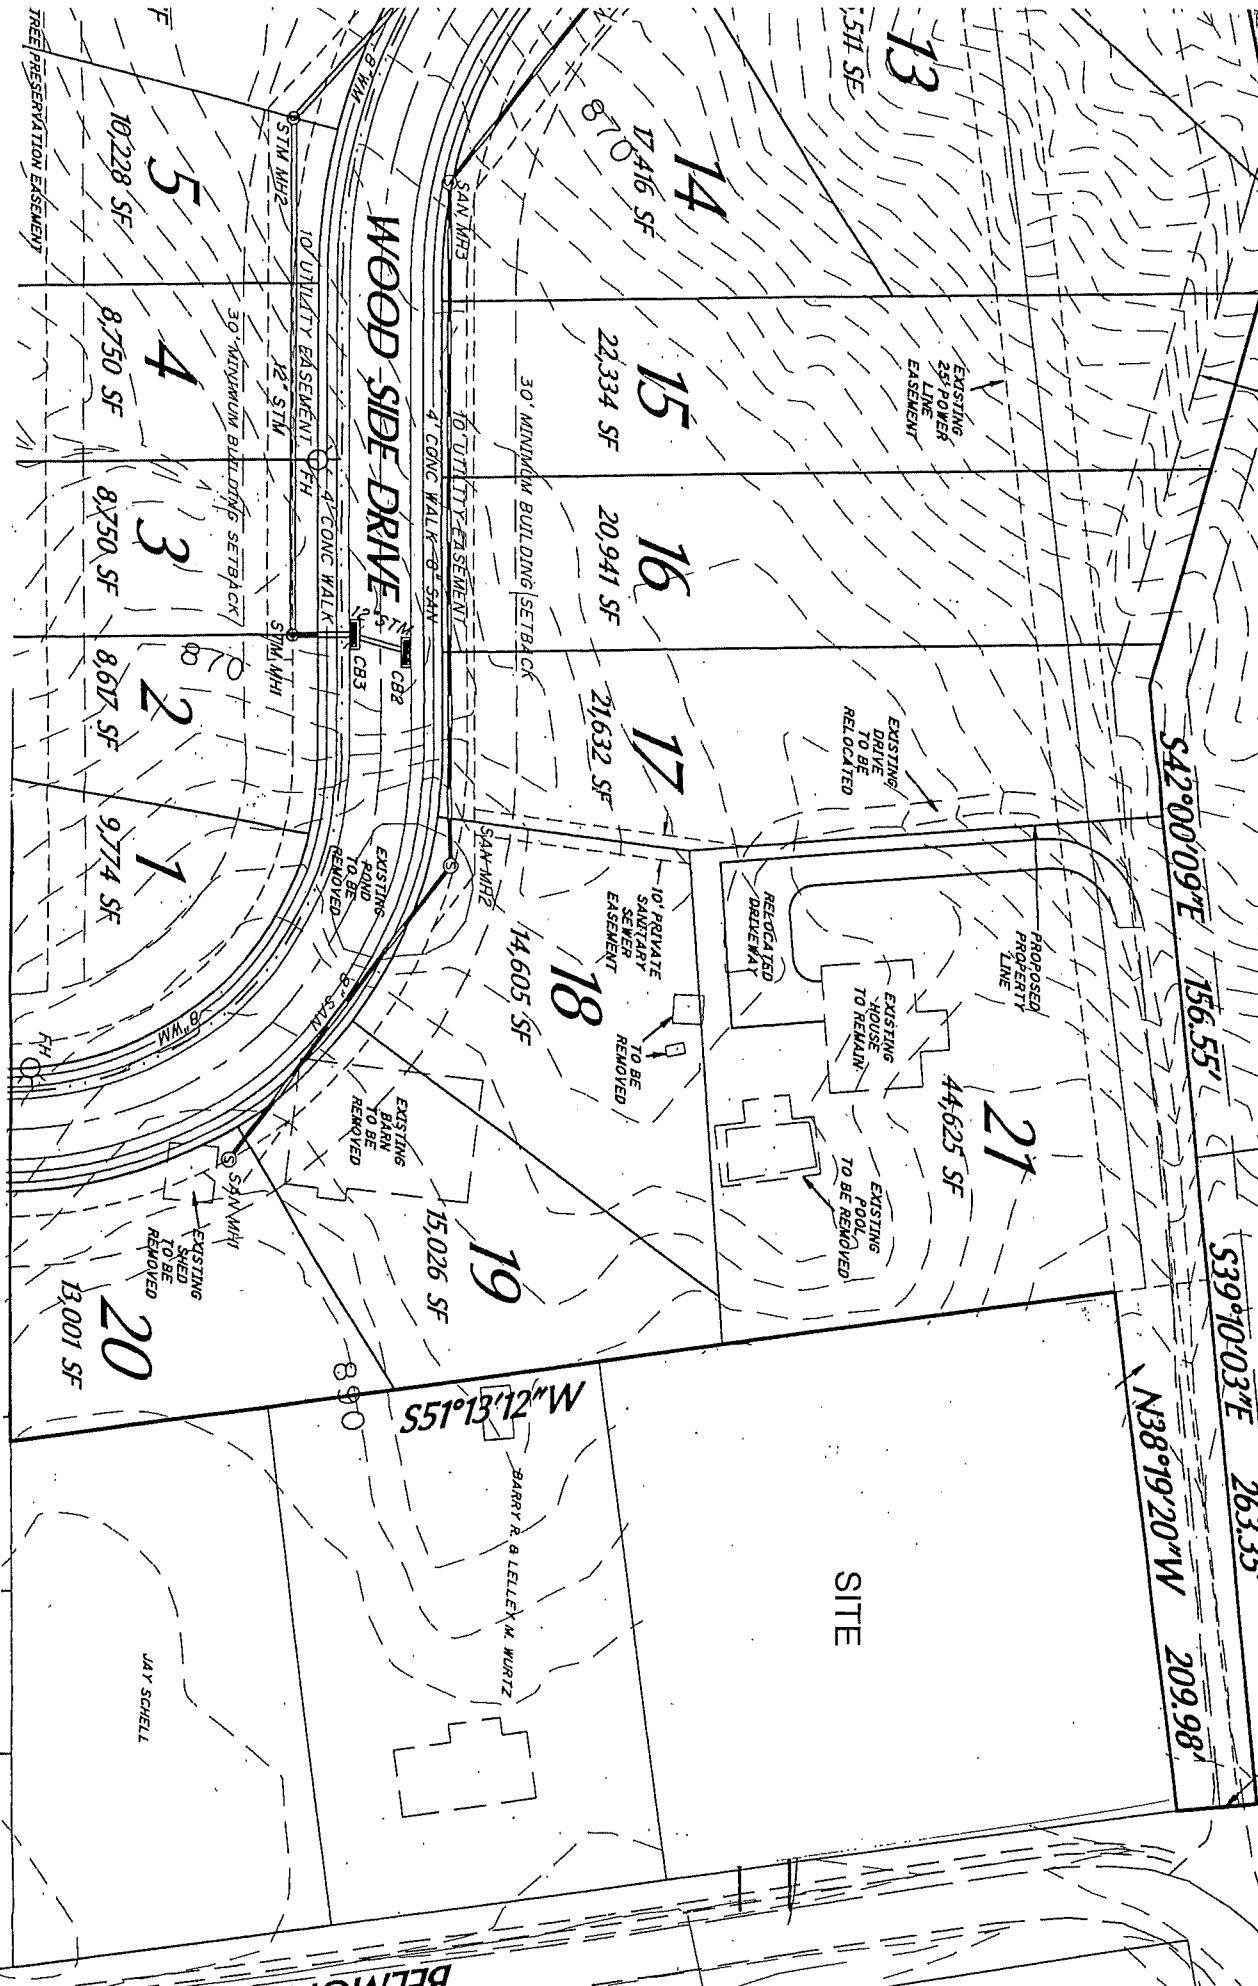 13
,511 SF
870
14
17,416 SF
15
22,334 SF
16
20,941 SF
17
21,632 SF
EXISTING
25' POWER
LINE
EASEMENT
EXISTING
DRIVE
TO BE
RELOCATED
S42°00'09"E 156.55'
S39°10'03"E 263.35'
N38°19'20"W 209.98'
30' MINIMUM BUILDING SETBACK
10' UTILITY EASEMENT
4' CONC WALK
8" SAN
SAN MH3
8" WM
WOOD SIDE DRIVE
12" STM
CB2
CB3
4' CONC WALK
FH
10' UTILITY EASEMENT
12" STM
STM MH2
STM MH1
30' MINIMUM BUILDING SETBACK
TREE PRESERVATION EASEMENT
F
5
10,228 SF
4
8,750 SF
3
8,750 SF
870
2
8,617 SF
1
9,774 SF
EXISTING
POND
TO BE
REMOVED
SAN MH2
8" SAN
8" WM
FH
SAN MH1
10' PRIVATE
SANITARY
SEWER
EASEMENT
18
14,605 SF
TO BE
REMOVED
RELOCATED
DRIVEWAY
PROPOSED
PROPERTY
LINE
EXISTING
HOUSE
TO REMAIN
21
44,625 SF
EXISTING
POOL
TO BE REMOVED
EXISTING
BARN
TO BE
REMOVED
19
15,026 SF
EXISTING
SHED
TO BE
REMOVED
20
13,001 SF
890
S51°13'12"W
BARRY R. & LELLEY M. WURTZ
SITE
JAY SCHELL